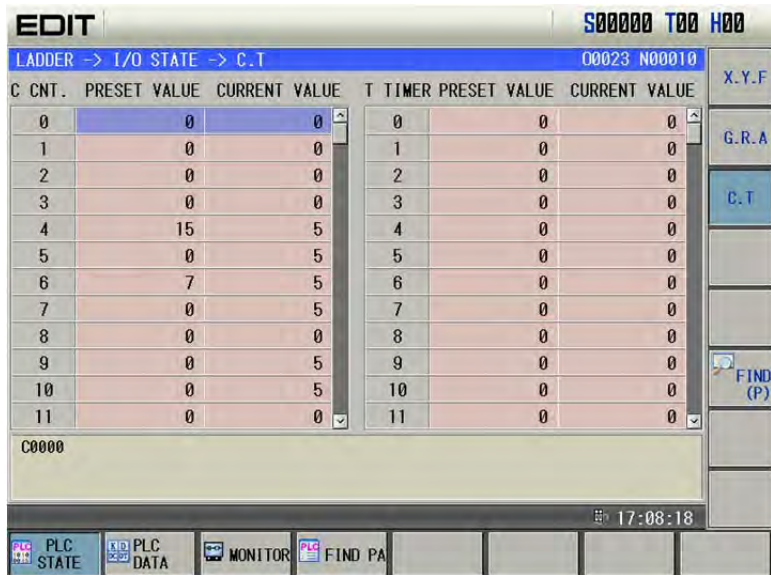 EDIT S00000 T00 H00
LADDER -> I/O STATE -> C.T O0023 N00010
C CNT. PRESET VALUE CURRENT VALUE T TIMER PRESET VALUE CURRENT VALUE
0 0 0 0 0 0
1 0 0 1 0 0
2 0 0 2 0 0
3 0 0 3 0 0
4 15 5 4 0 0
5 0 5 5 0 0
6 7 5 6 0 0
7 0 5 7 0 0
8 0 0 8 0 0
9 0 5 9 0 0
10 0 5 10 0 0
11 0 0 11 0 0
C0000
17:08:18
X.Y.F
G.R.A
C.T
FIND
(P)
PLC
STATE
PLC
DATA
MONITOR
FIND PA